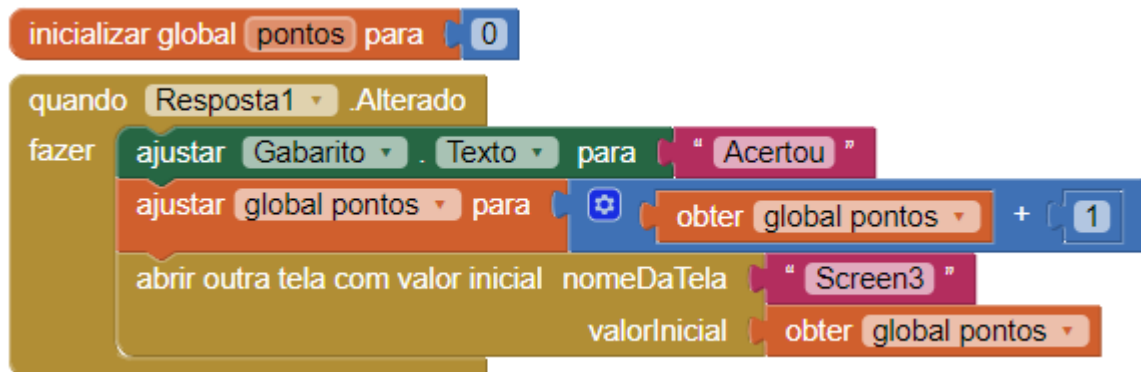 inicializar global pontos para 0
quando Resposta1 .Alterado
fazer ajustar Gabarito . Texto para " Acertou "
ajustar global pontos para obter global pontos + 1
abrir outra tela com valor inicial nomeDaTela " Screen3 "
valorInicial obter global pontos